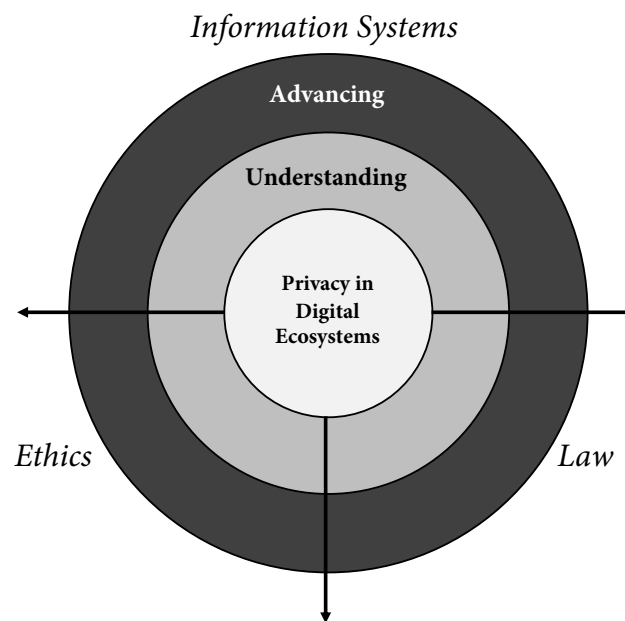 Information Systems
Advancing
Understanding
Privacy in
Digital
Ecosystems
Ethics
Law